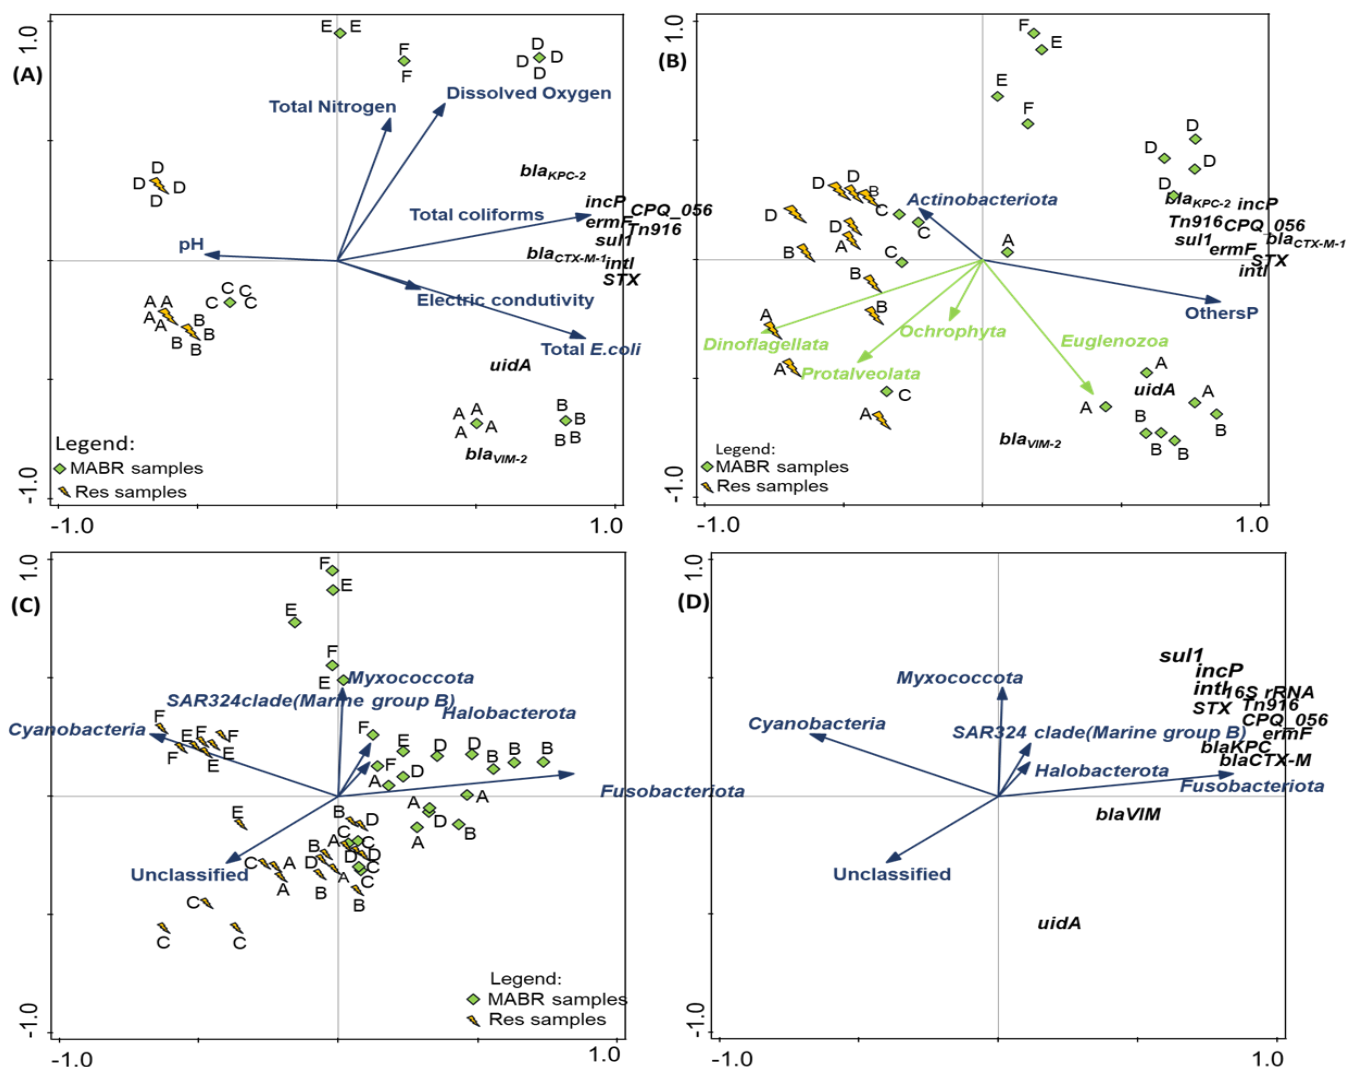 (A)
1.0
E E
F
F
D
D D
D
Total Nitrogen
Dissolved Oxygen
D
D D
D
blaKPC-2
incP
CPQ_056
Total coliforms
ermF
Tn916
sul1
pH
blaCTX-M-1
intI
STX
Electric condutivity
C C
C C
A A
A A
B
B
B B
Total E.coli
uidA
A A
A A
B
B
B B
blaVIM-2
Legend:
MABR samples
Res samples
-1.0
-1.0
1.0
(B)
1.0
F
E
E
F
D
D
D
D
blaKPC-2
incP
Tn916
CPQ_056
sul1
ermF
blaCTX-M-1
STX
intI
D
D
B
C
Actinobacteriota
D
D
C
A
B
C
A
B
B
OthersP
A
Ochrophyta
Dinoflagellata
Euglenozoa
A
Protalveolata
A
uidA
A
C
A
A
B
B
B
B
blaVIM-2
Legend:
MABR samples
Res samples
-1.0
-1.0
1.0
(C)
1.0
F
E
E
F
E
Myxococcota
SAR324clade(Marine group B)
Halobacterota
Cyanobacteria
F
E F F
F
E
E
F
E
D
D
B
B
B
F
D
A
A
Fusobacteriota
A
D
B
A
E
B
D
C
A
C
B
D
D
D
C
C
A
A
C
A
B
B
Unclassified
C
C
C
Legend:
MABR samples
Res samples
-1.0
-1.0
1.0
(D)
1.0
sul1
incP
intI
16S rRNA
STX
Tn916
CPQ_056
ermF
blaKPC
blaCTX-M
Myxococcota
Cyanobacteria
SAR324 clade(Marine group B)
Halobacterota
Fusobacteriota
blaVIM
Unclassified
uidA
-1.0
-1.0
1.0